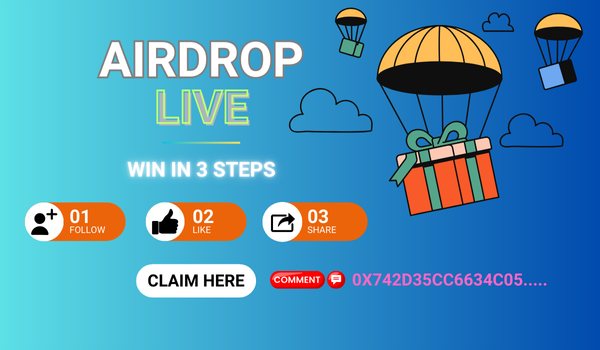 AIRDROP
LIVE
WIN IN 3 STEPS
01
FOLLOW
02
LIKE
03
SHARE
CLAIM HERE
COMMENT
0X742D35CC6634C05.....